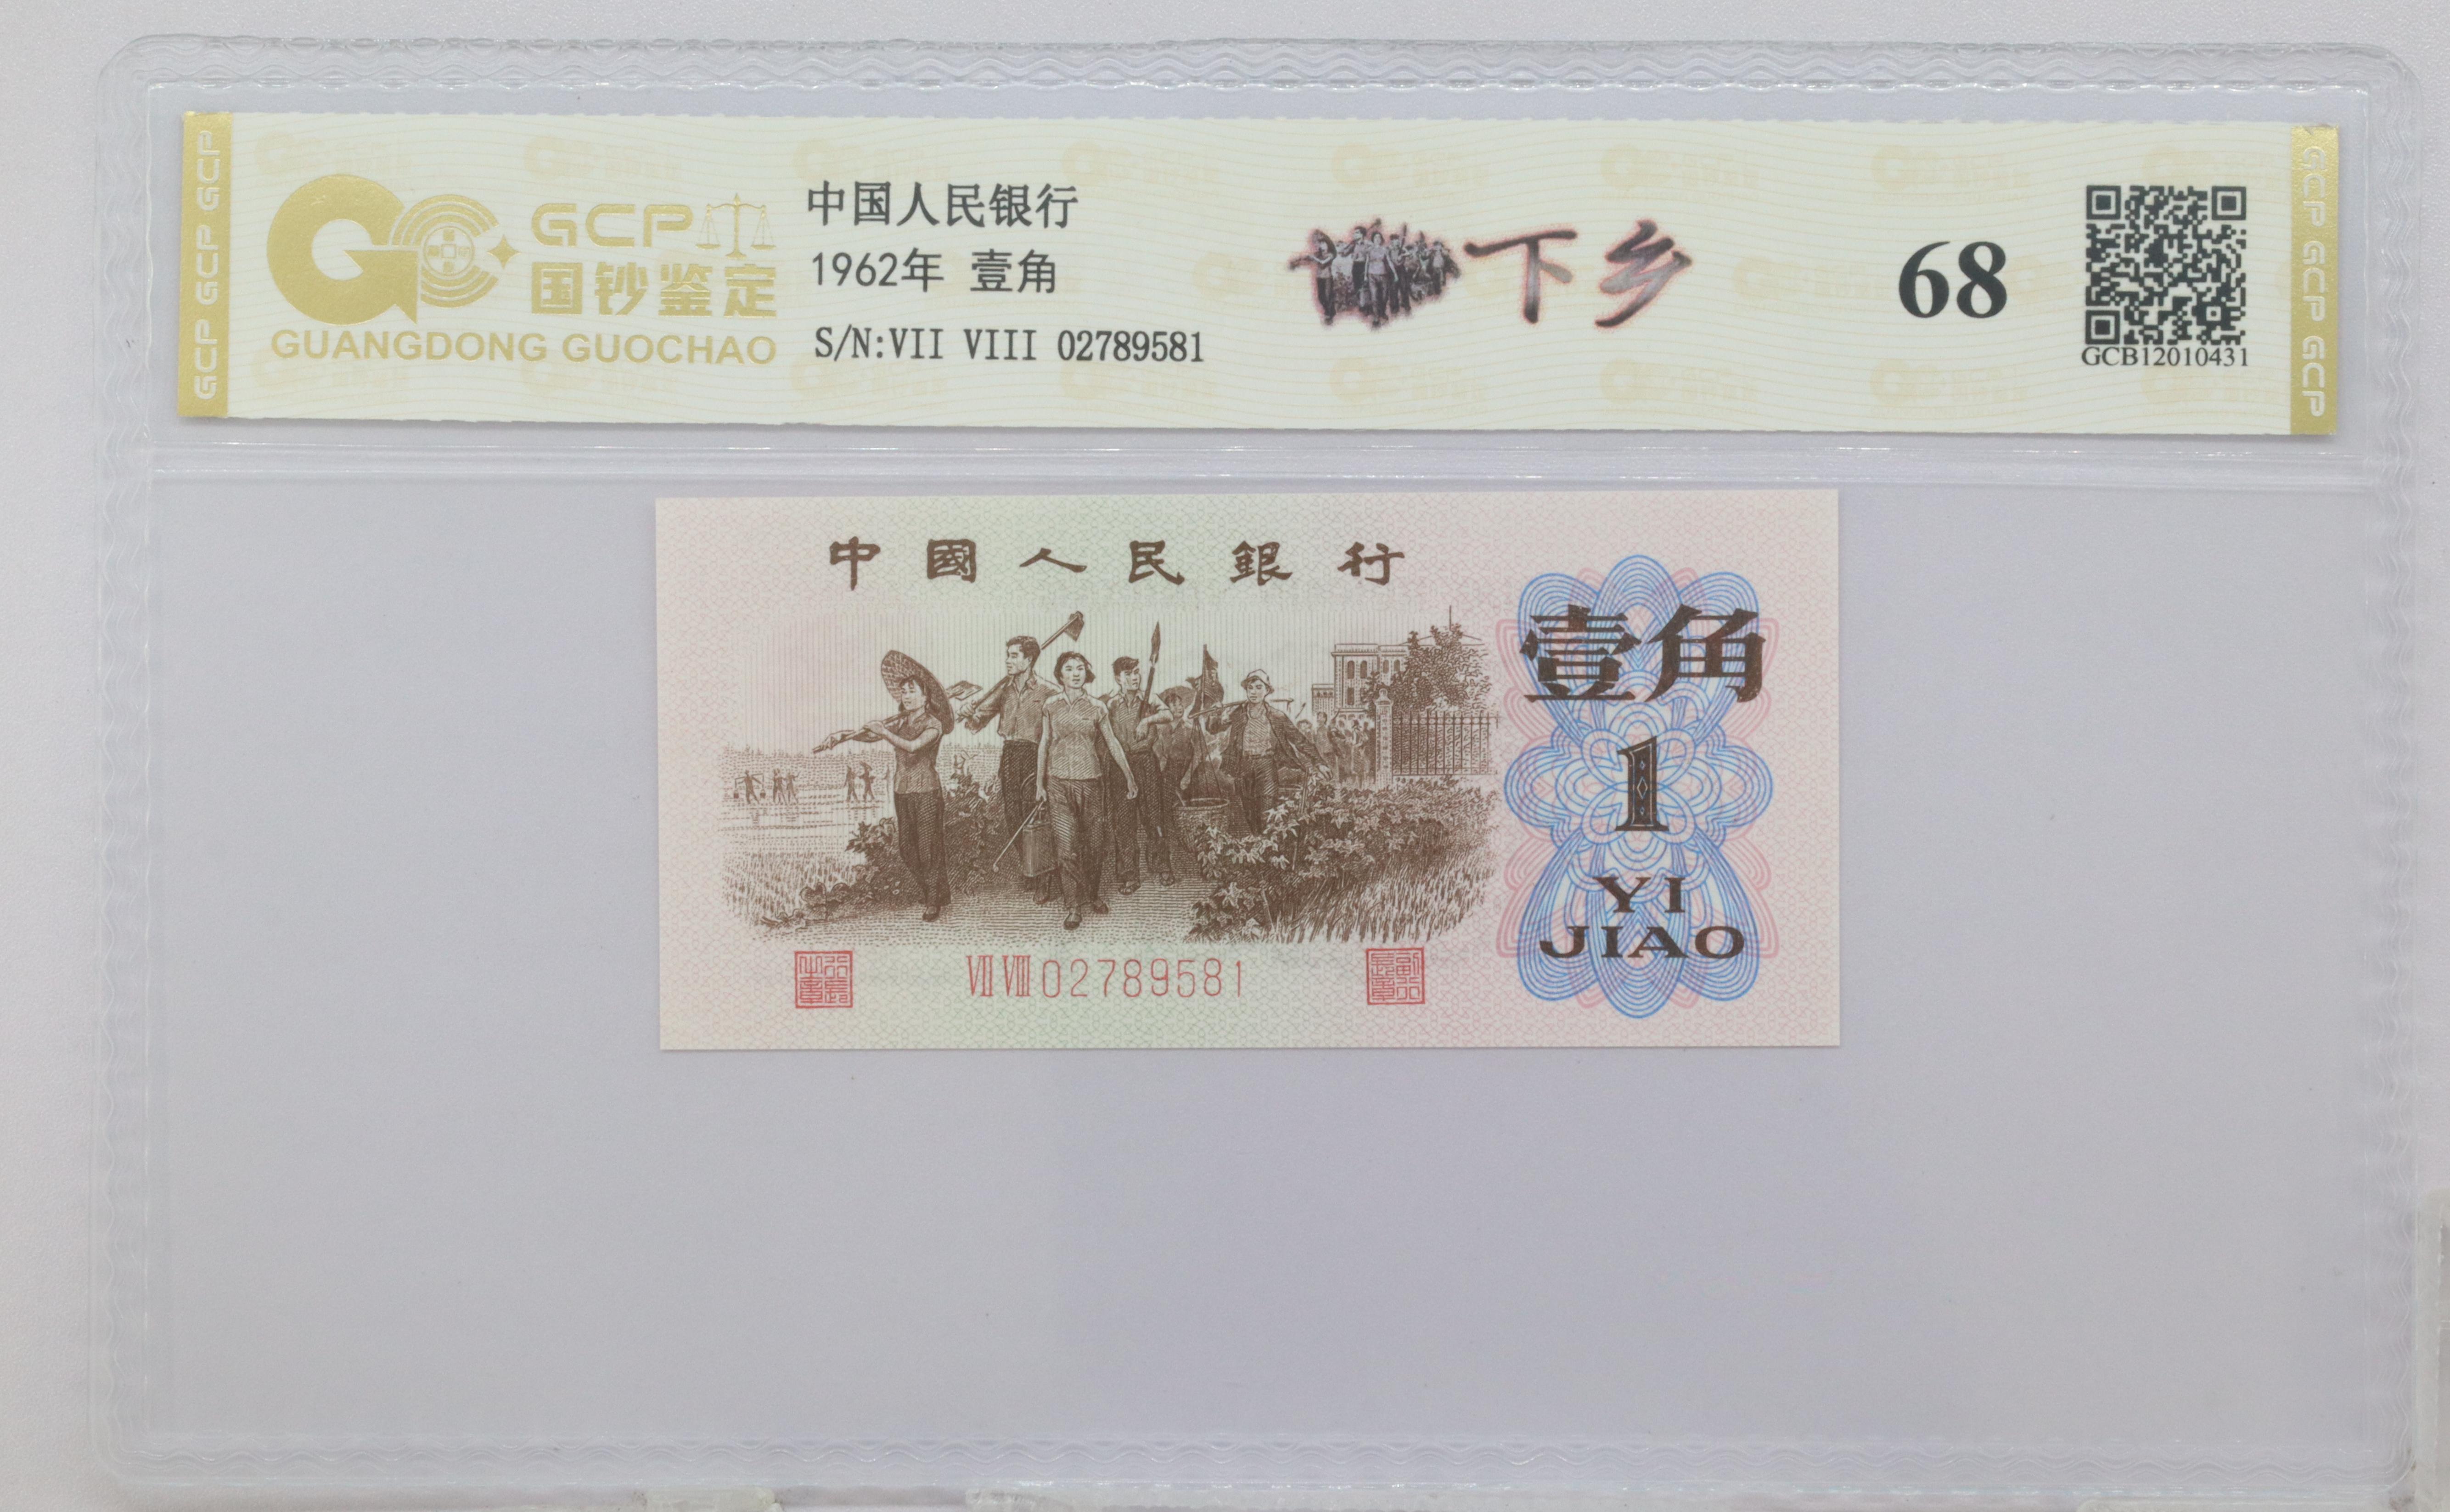 GCP GCP GCP
GCP
国钞鉴定
GUANGDONG GUOCHAO
中国人民银行
1962年 壹角
S/N:VII VIII 02789581
下乡
68
GCB12010431
GCP GCP GCP
中國人民銀行
壹角
1
YI
JIAO
VII VIII 02789581